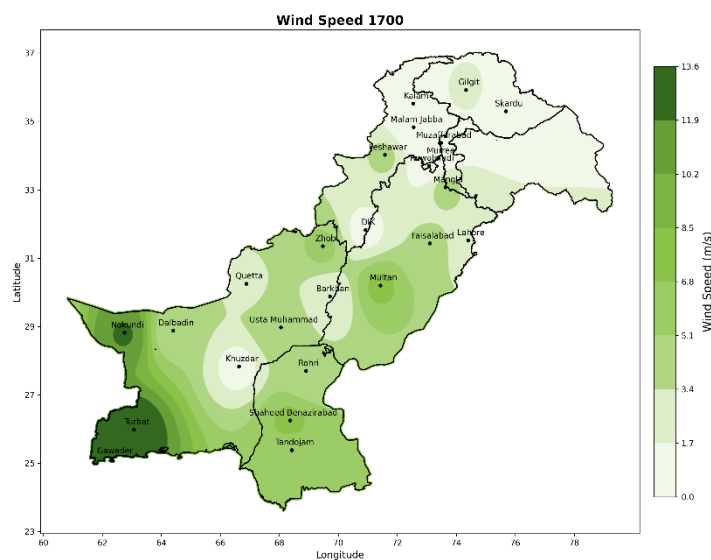 Wind Speed 1700
37
35
33
31
29
27
25
23
Latitude
60
62
64
66
68
70
72
74
76
78
Longitude
Gilgit
Kalam
Skardu
Malam Jabba
Muzaffarabad
Murree
Peshawar
Mangla
DIK
Zhob
Faisalabad
Lahore
Quetta
Barkhan
Multan
Nokundi
Dalbadin
Usta Muhammad
Khuzdar
Rohri
Shaheed Benazirabad
Turbat
Tandojam
Gawader
13.6
11.9
10.2
8.5
6.8
5.1
3.4
1.7
0.0
Wind Speed (m/s)